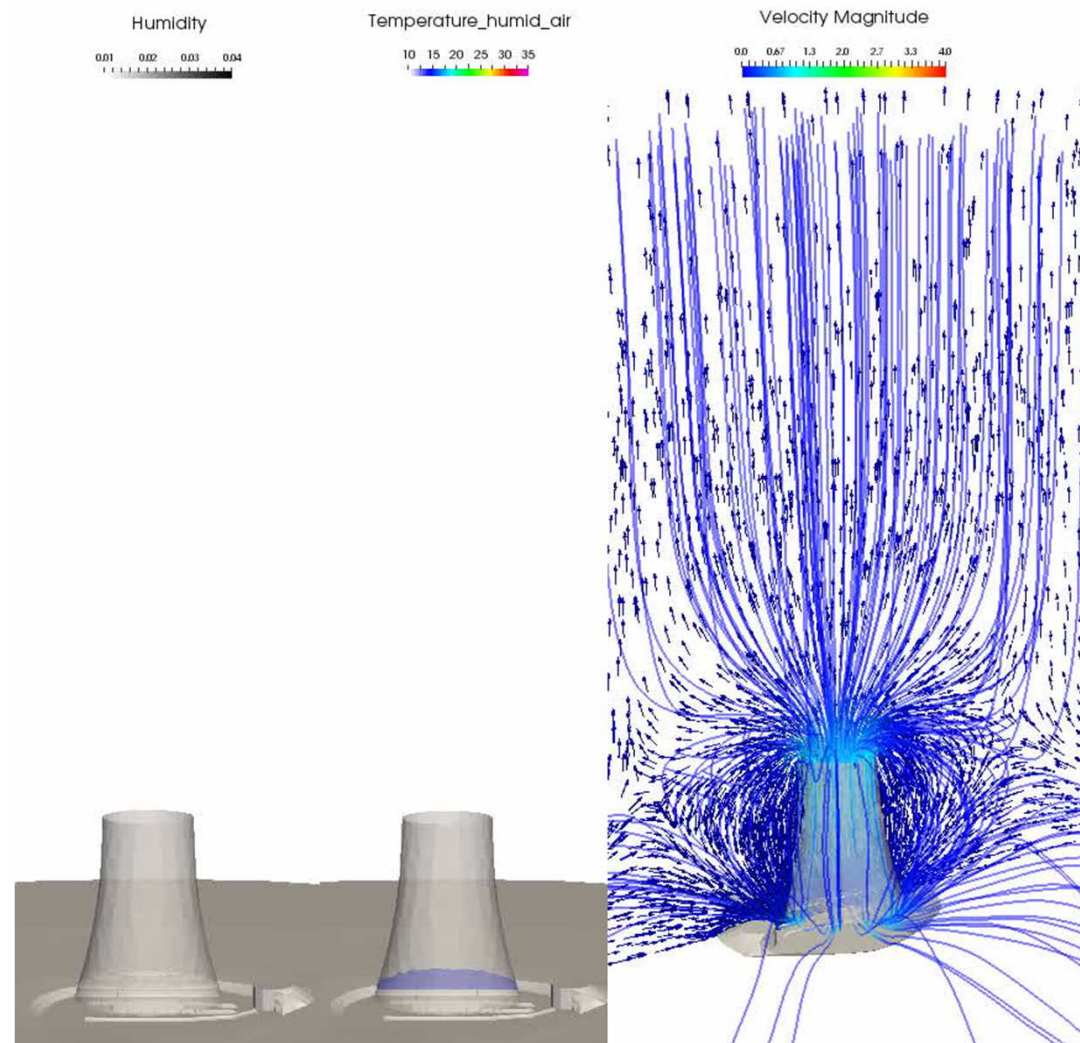 Humidity
0.01 0.02 0.03 0.04
Temperature_humid_air
10 15 20 25 30 35
Velocity Magnitude
0.0 0.67 1.3 2.0 2.7 3.3 4.0